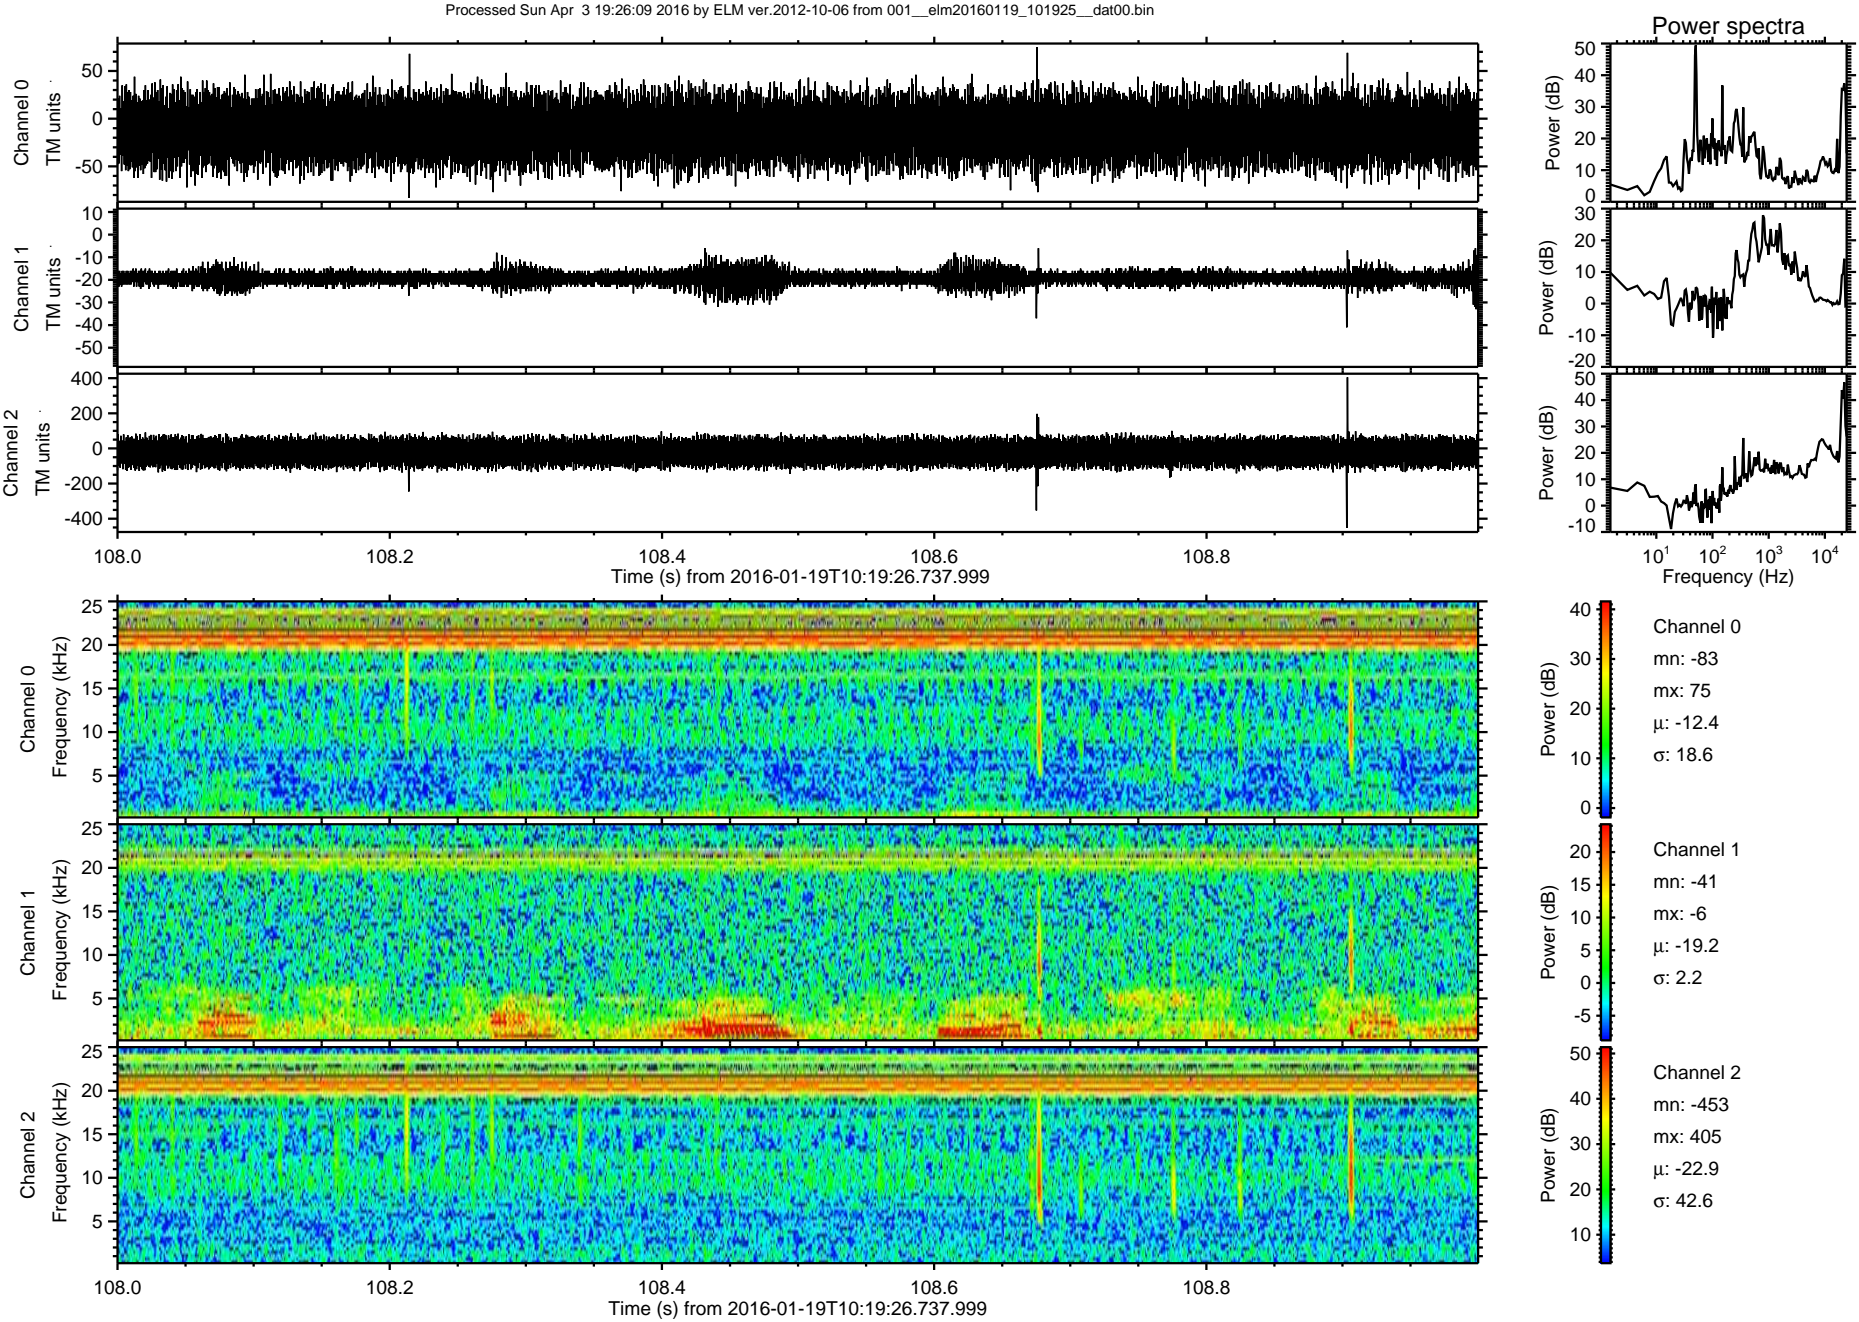 Processed Sun Apr  3 19:26:09 2016 by ELM ver.2012-10-06 from 001__elm20160119_101925__dat00.bin
Power spectra
Channel 0
TM units
50
0
-50
Power (dB)
50
40
30
20
10
0
Channel 1
TM units
10
0
-10
-20
-30
-40
-50
Power (dB)
30
20
10
0
-10
-20
Channel 2
TM units
400
200
0
-200
-400
Power (dB)
50
40
30
20
10
0
-10
108.0 108.2 108.4 108.6 108.8
Time (s) from 2016-01-19T10:19:26.737.999
10¹ 10² 10³ 10⁴
Frequency (Hz)
Channel 0
Frequency (kHz)
25
20
15
10
5
Power (dB)
40
30
20
10
0
Channel 0
mn: -83
mx: 75
μ: -12.4
σ: 18.6
Channel 1
Frequency (kHz)
25
20
15
10
5
Power (dB)
20
15
10
5
0
-5
Channel 1
mn: -41
mx: -6
μ: -19.2
σ: 2.2
Channel 2
Frequency (kHz)
25
20
15
10
5
Power (dB)
50
40
30
20
10
Channel 2
mn: -453
mx: 405
μ: -22.9
σ: 42.6
108.0 108.2 108.4 108.6 108.8
Time (s) from 2016-01-19T10:19:26.737.999